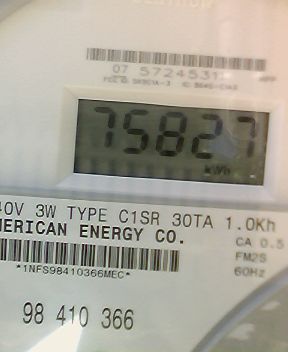 07 5724531
75827
kWh
40V 3W TYPE C1SR 30TA 1.0Kh
MERICAN ENERGY CO.
CA 0.5
*1NFS98410366MEC*
FM2S
60Hz
98 410 366